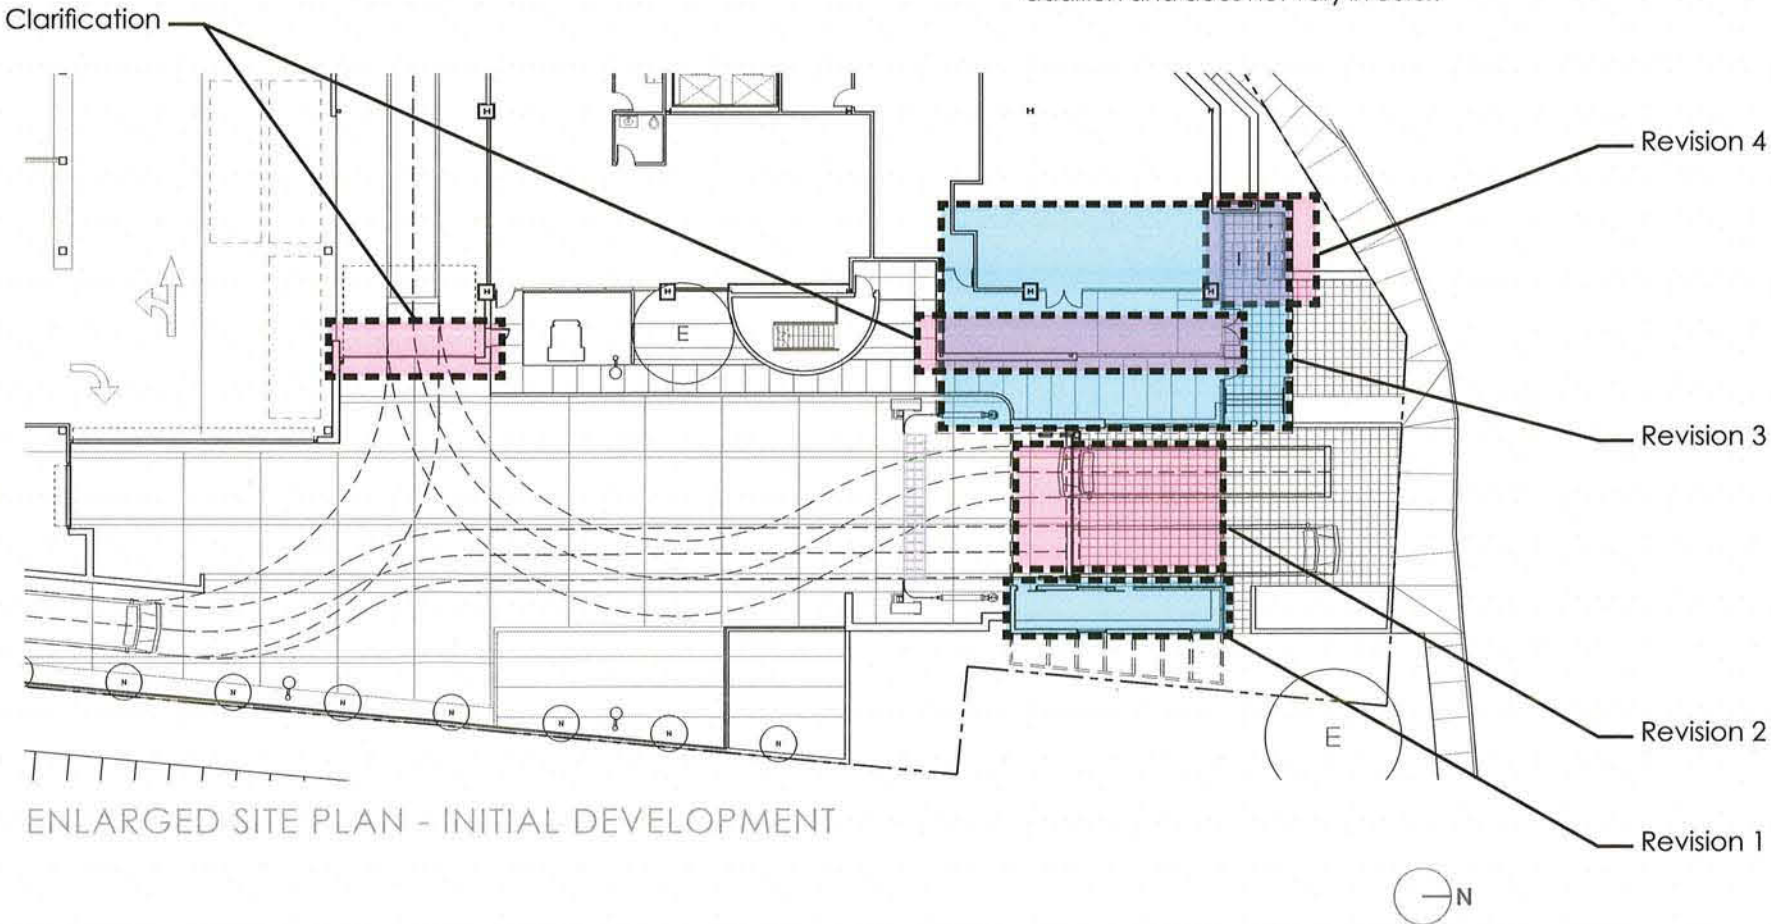 Clarification
Revision 4
H
H
H
H
H
H
H
E
Revision 3
N
N
N
N
N
N
N
E
Revision 2
ENLARGED SITE PLAN - INITIAL DEVELOPMENT
Revision 1
N